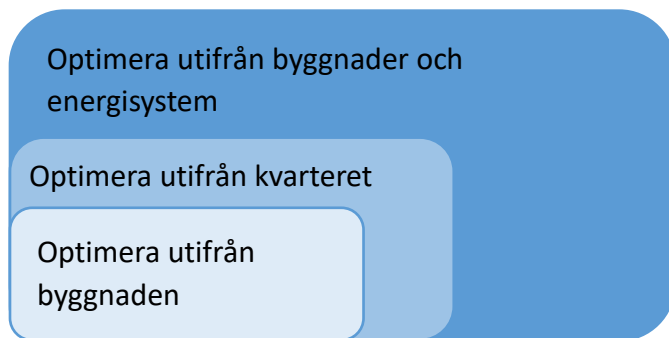 Optimera utifrån byggnader och
energisystem
Optimera utifrån kvarteret
Optimera utifrån
byggnaden